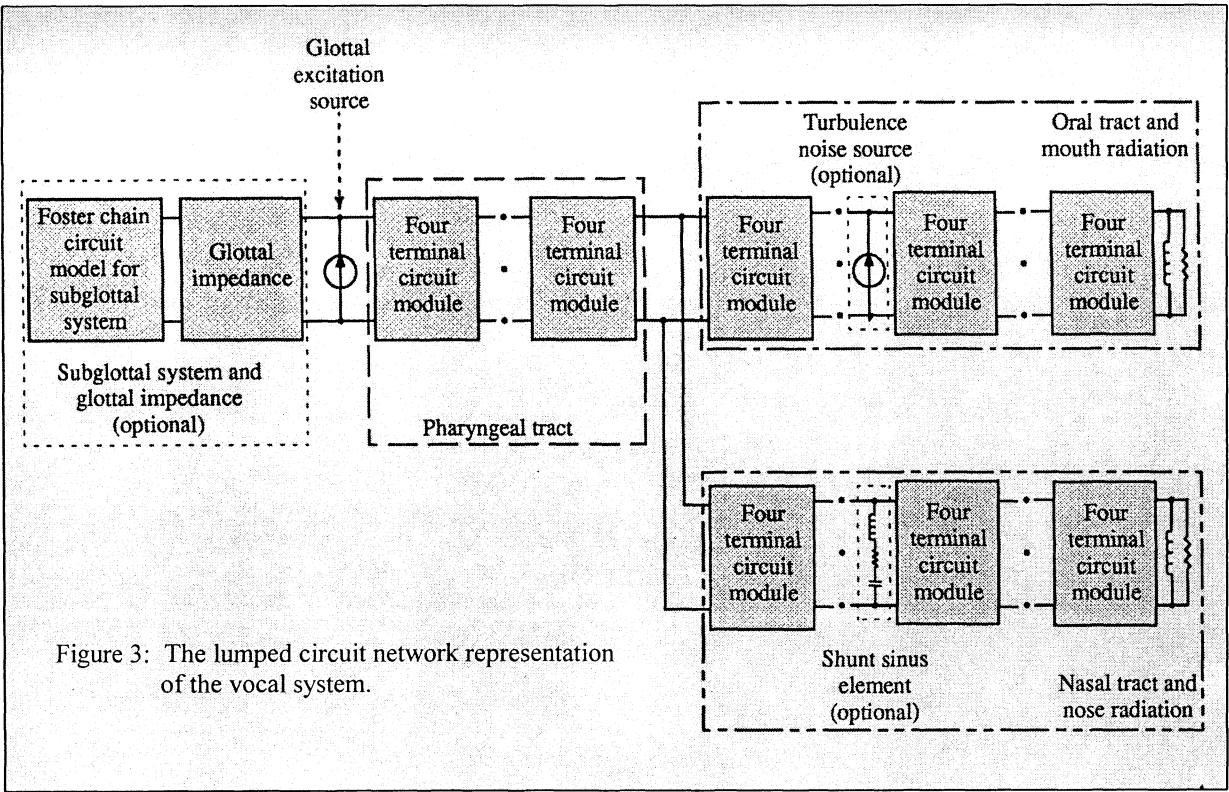 Glottal
excitation
source
Foster chain
circuit
model for
subglottal
system
Glottal
impedance
Subglottal system and
glottal impedance
(optional)
Four
terminal
circuit
module
Four
terminal
circuit
module
Pharyngeal tract
Turbulence
noise source
(optional)
Oral tract and
mouth radiation
Four
terminal
circuit
module
Four
terminal
circuit
module
Four
terminal
circuit
module
Four
terminal
circuit
module
Four
terminal
circuit
module
Four
terminal
circuit
module
Shunt sinus
element
(optional)
Nasal tract and
nose radiation
Figure 3: The lumped circuit network representation
of the vocal system.